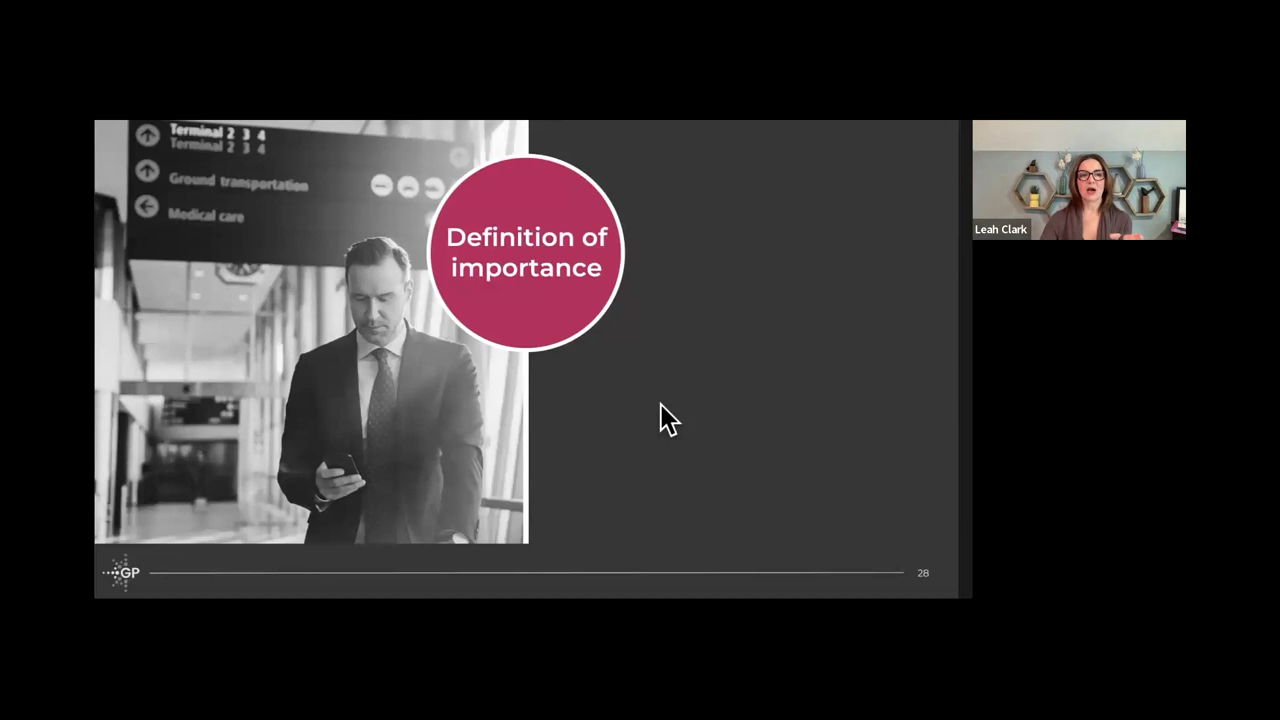 Terminal 2 3 4
Terminal 2 3 4
Ground transportation
Medical care
Definition of
importance
Leah Clark
GP
28